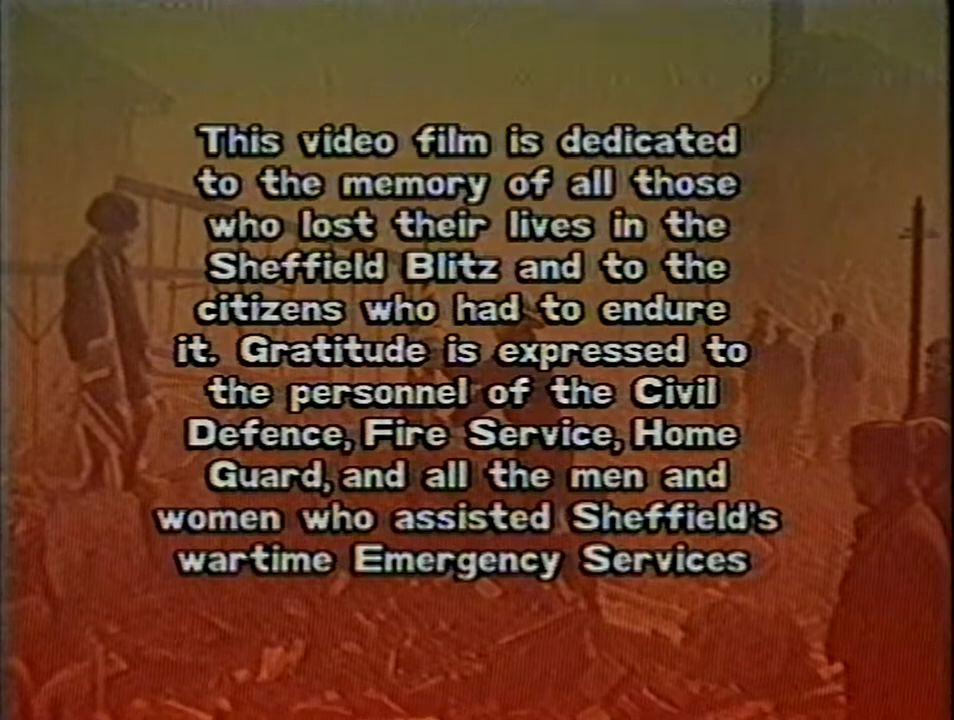 This video film is dedicated
to the memory of all those
who lost their lives in the
Sheffield Blitz and to the
citizens who had to endure
it. Gratitude is expressed to
the personnel of the Civil
Defence, Fire Service, Home
Guard, and all the men and
women who assisted Sheffield's
wartime Emergency Services